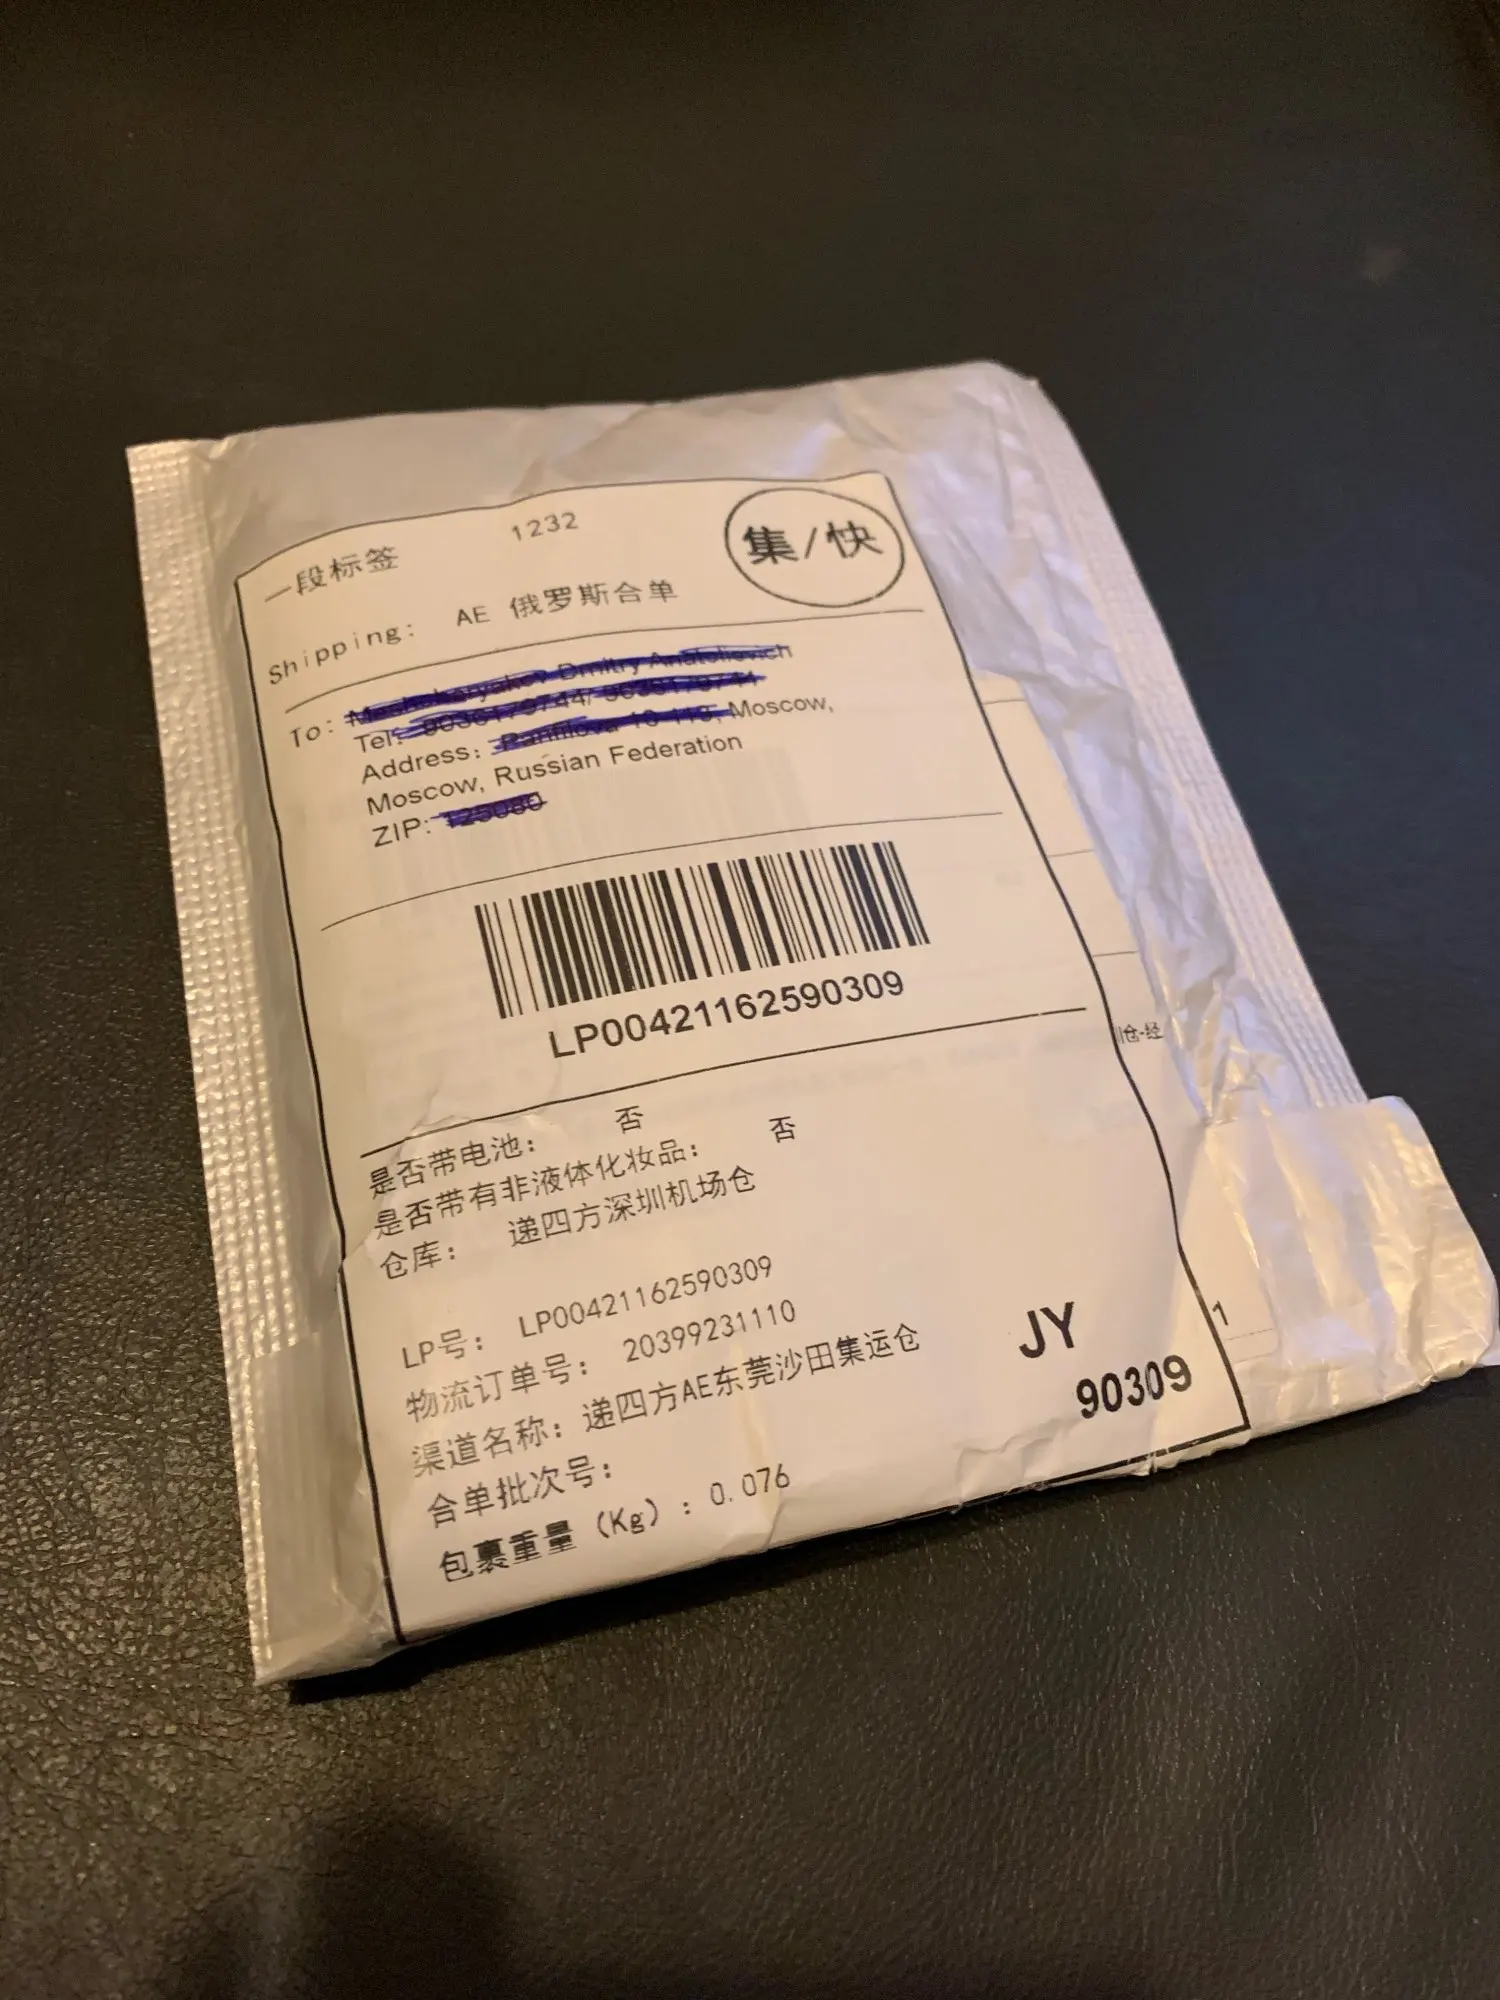 一段标签 1232 集/快
Shipping: AE 俄罗斯合单
To:
Tel:
Address: Moscow,
Moscow, Russian Federation
ZIP:
LP00421162590309
仓-经
是否带电池: 否
是否带有非液体化妆品: 否
仓库: 递四方深圳机场仓
LP号: LP00421162590309
物流订单号: 20399231110
渠道名称: 递四方AE东莞沙田集运仓
JY
1
合单批次号:
90309
包裹重量 (Kg) : 0.076